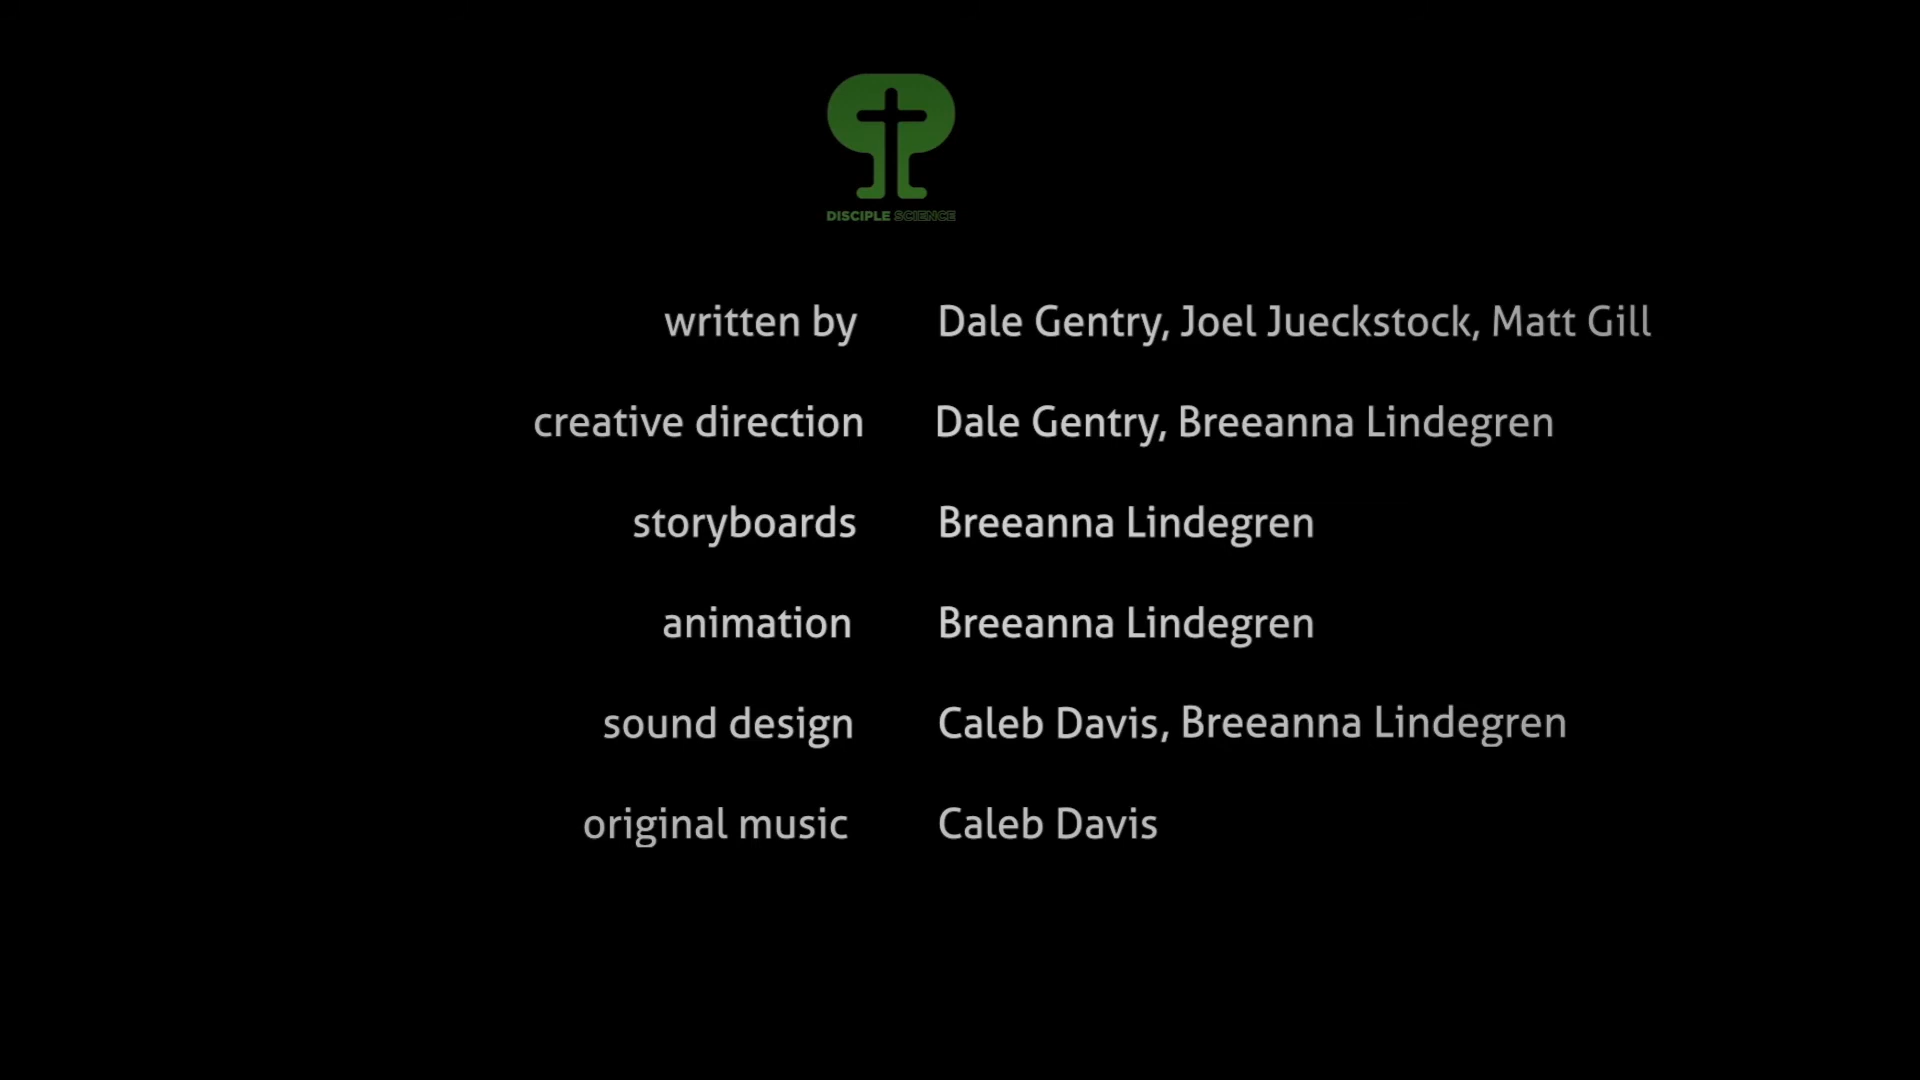 DISCIPLE SCIENCE
written by Dale Gentry, Joel Jueckstock, Matt Gill
creative direction Dale Gentry, Breeanna Lindegren
storyboards Breeanna Lindegren
animation Breeanna Lindegren
sound design Caleb Davis, Breeanna Lindegren
original music Caleb Davis